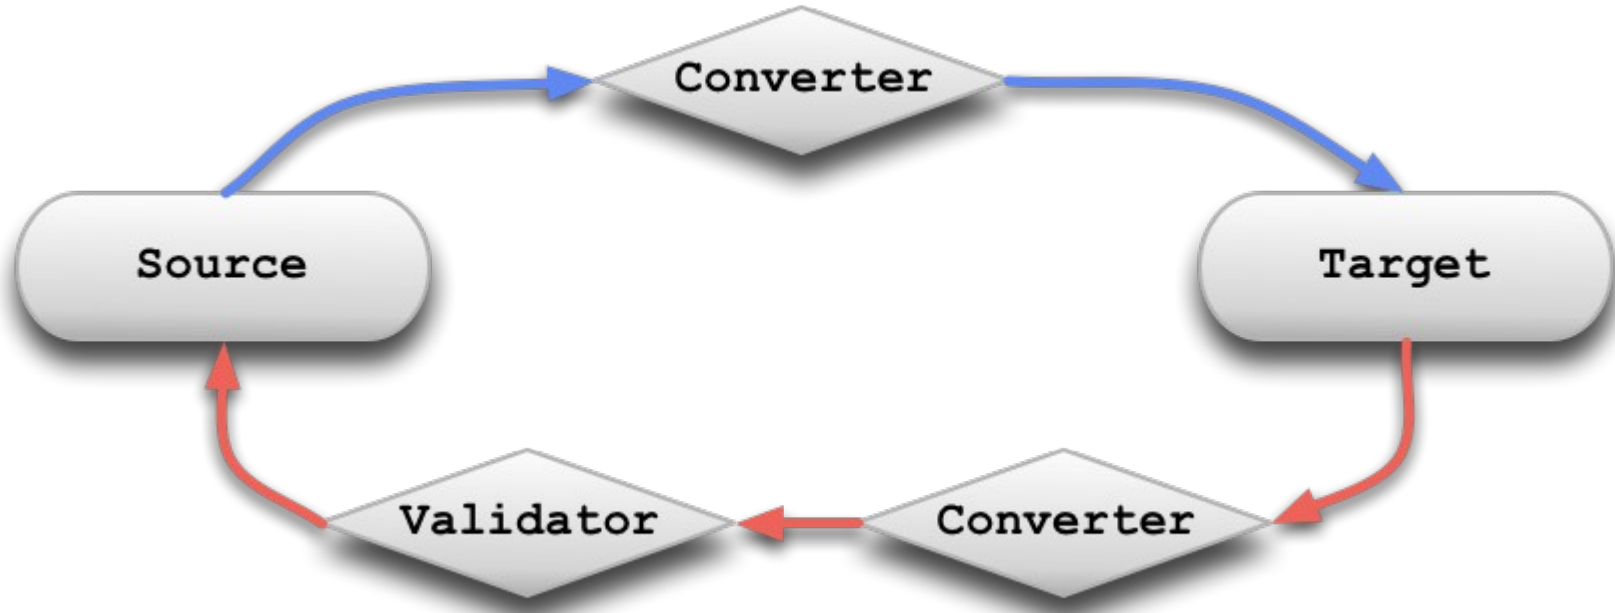 Converter
Source
Target
Validator
Converter